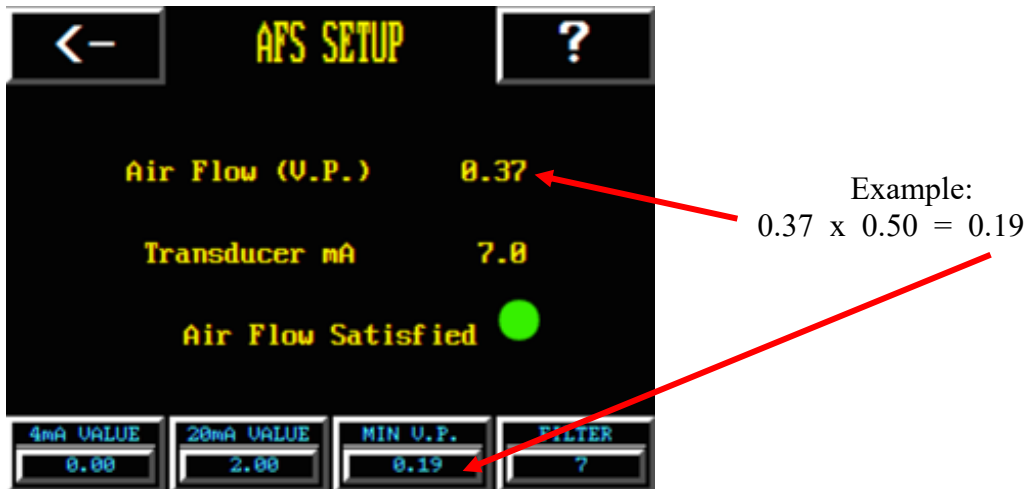 <- AFS SETUP ?
Air Flow (V.P.) 0.37
Example:
0.37 x 0.50 = 0.19
Transducer mA 7.0
Air Flow Satisfied
4mA VALUE 20mA VALUE MIN V.P. FILTER
0.00 2.00 0.19 7